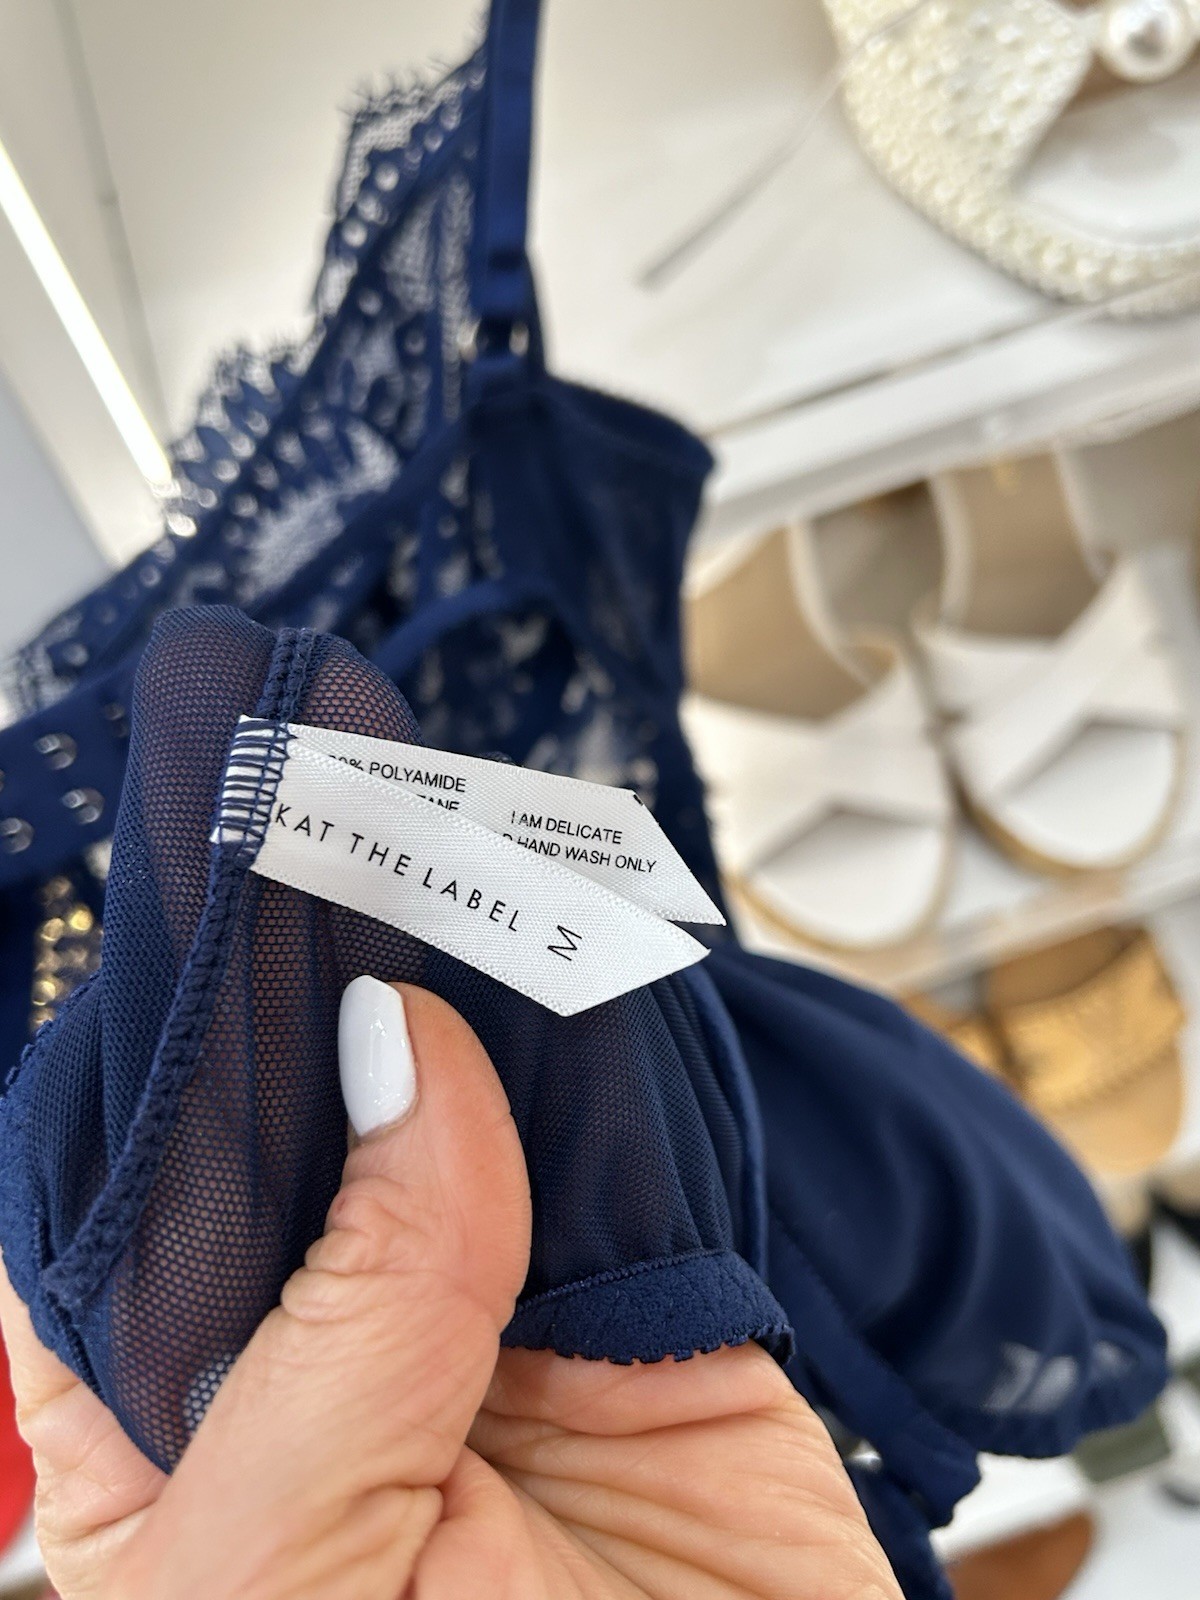 POLYAMIDE
I AM DELICATE
HAND WASH ONLY
KAT THE LABEL M